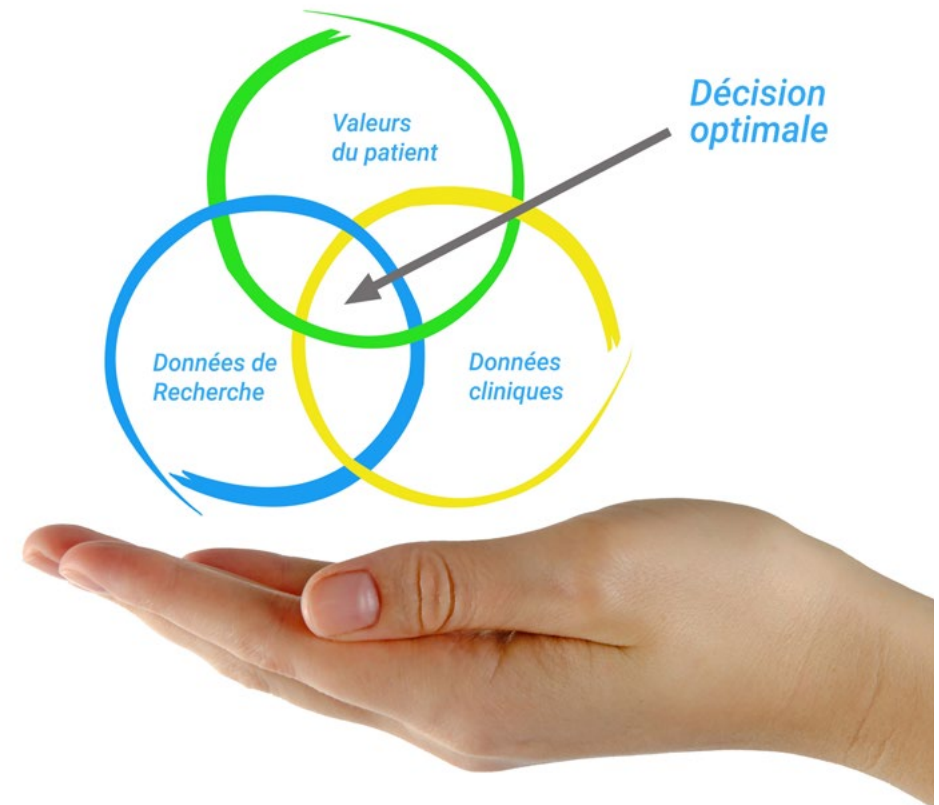 Valeurs
du patient
Décision
optimale
Données de
Recherche
Données
cliniques